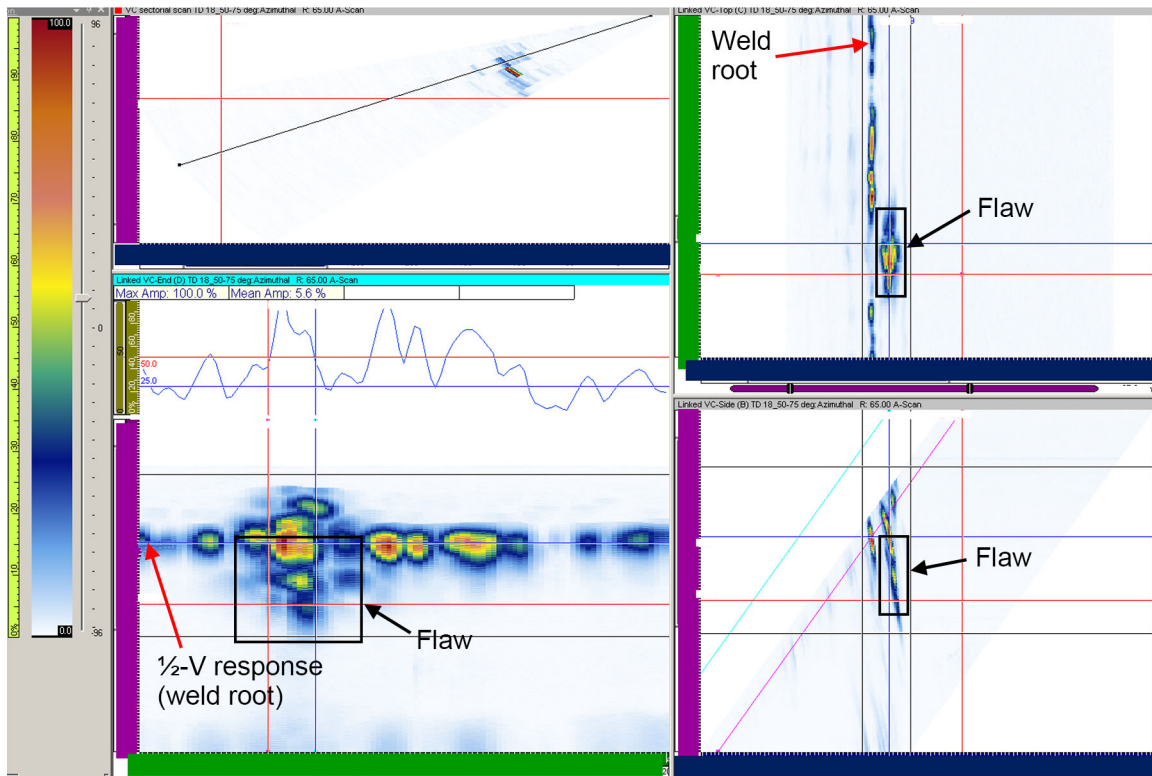 100.0
96
0
-96
0.0
VC sectorial scan TD 18_50-75 deg:Azimuthal R: 65.00 A-Scan
Linked VC-Top (C) TD 18_50-75 deg:Azimuthal R: 65.00 A-Scan
Weld
root
Flaw
Linked VC-End (D) TD 18_50-75 deg:Azimuthal R: 65.00 A-Scan
Max Amp: 100.0 % Mean Amp: 5.6 %
50.0
25.0
Flaw
½-V response
(weld root)
Linked VC-Side (B) TD 18_50-75 deg:Azimuthal R: 65.00 A-Scan
Flaw